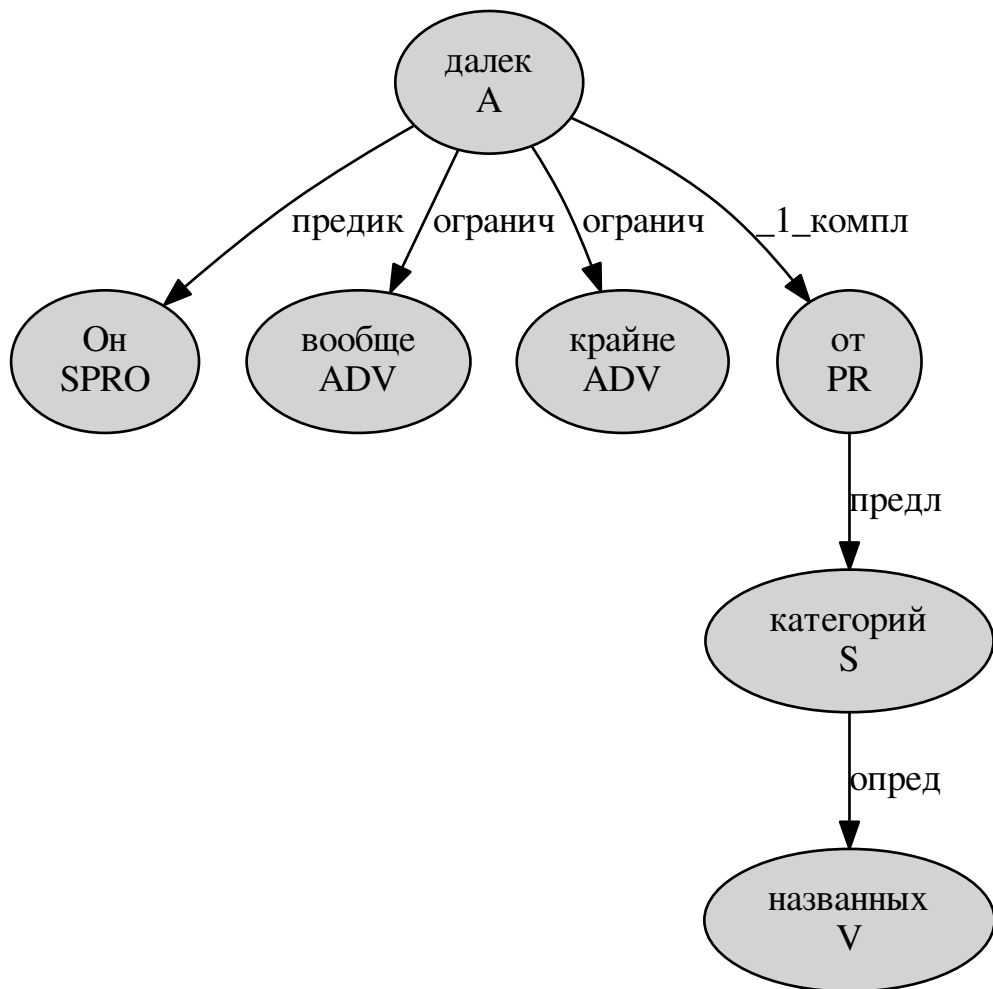 далек
A
предик
огранич
огранич
_1_компл
Он
SPRO
вообще
ADV
крайне
ADV
от
PR
предл
категорий
S
опред
названных
V